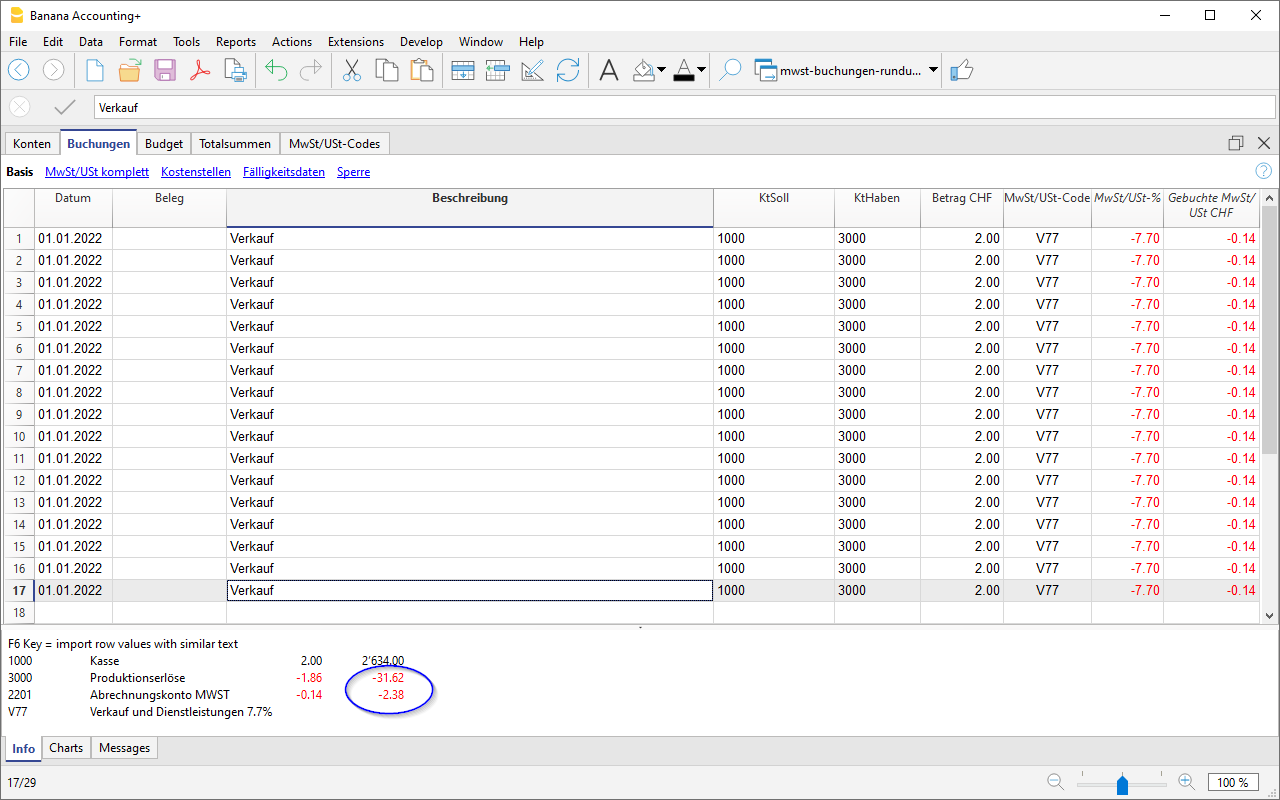 Banana Accounting+
File Edit Data Format Tools Reports Actions Extensions Develop Window Help
mwst-buchungen-rundu...
Verkauf
Konten Buchungen Budget Totalsummen MwSt/USt-Codes
Basis MwSt/USt komplett Kostenstellen Fälligkeitsdaten Sperre
Datum Beleg Beschreibung KtSoll KtHaben Betrag CHF MwSt/USt-Code MwSt/USt-% Gebuchte MwSt/
USt CHF
1 01.01.2022 Verkauf 1000 3000 2.00 V77 -7.70 -0.14
2 01.01.2022 Verkauf 1000 3000 2.00 V77 -7.70 -0.14
3 01.01.2022 Verkauf 1000 3000 2.00 V77 -7.70 -0.14
4 01.01.2022 Verkauf 1000 3000 2.00 V77 -7.70 -0.14
5 01.01.2022 Verkauf 1000 3000 2.00 V77 -7.70 -0.14
6 01.01.2022 Verkauf 1000 3000 2.00 V77 -7.70 -0.14
7 01.01.2022 Verkauf 1000 3000 2.00 V77 -7.70 -0.14
8 01.01.2022 Verkauf 1000 3000 2.00 V77 -7.70 -0.14
9 01.01.2022 Verkauf 1000 3000 2.00 V77 -7.70 -0.14
10 01.01.2022 Verkauf 1000 3000 2.00 V77 -7.70 -0.14
11 01.01.2022 Verkauf 1000 3000 2.00 V77 -7.70 -0.14
12 01.01.2022 Verkauf 1000 3000 2.00 V77 -7.70 -0.14
13 01.01.2022 Verkauf 1000 3000 2.00 V77 -7.70 -0.14
14 01.01.2022 Verkauf 1000 3000 2.00 V77 -7.70 -0.14
15 01.01.2022 Verkauf 1000 3000 2.00 V77 -7.70 -0.14
16 01.01.2022 Verkauf 1000 3000 2.00 V77 -7.70 -0.14
17 01.01.2022 Verkauf 1000 3000 2.00 V77 -7.70 -0.14
18
F6 Key = import row values with similar text
1000 Kasse 2.00 2'634.00
3000 Produktionserlöse -1.86 -31.62
2201 Abrechnungskonto MWST -0.14 -2.38
V77 Verkauf und Dienstleistungen 7.7%
Info Charts Messages
17/29 100 %